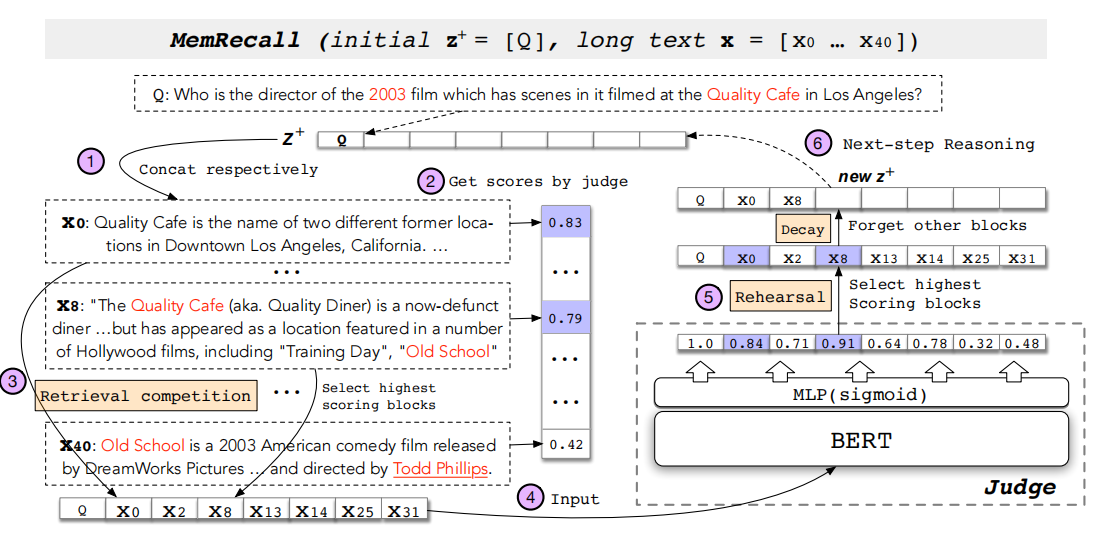 MemRecall (initial z+ = [Q], long text x = [x0 … x40])
Q: Who is the director of the 2003 film which has scenes in it filmed at the Quality Cafe in Los Angeles?
z+ Q
1
Concat respectively
2 Get scores by judge
x0: Quality Cafe is the name of two different former loca-
tions in Downtown Los Angeles, California. ...
0.83
...
...
x8: "The Quality Cafe (aka. Quality Diner) is a now-defunct
diner ...but has appeared as a location featured in a number
of Hollywood films, including "Training Day", "Old School"
0.79
...
...
3
Retrieval competition
...
Select highest
scoring blocks
x40: Old School is a 2003 American comedy film released
by DreamWorks Pictures ... and directed by Todd Phillips.
0.42
Q x0 x2 x8 x13 x14 x25 x31
4 Input
6 Next-step Reasoning
new z+
Q x0 x8
Decay
Forget other blocks
Q x0 x2 x8 x13 x14 x25 x31
5 Rehearsal
Select highest
Scoring blocks
1.0 0.84 0.71 0.91 0.64 0.78 0.32 0.48
MLP(sigmoid)
BERT
Judge